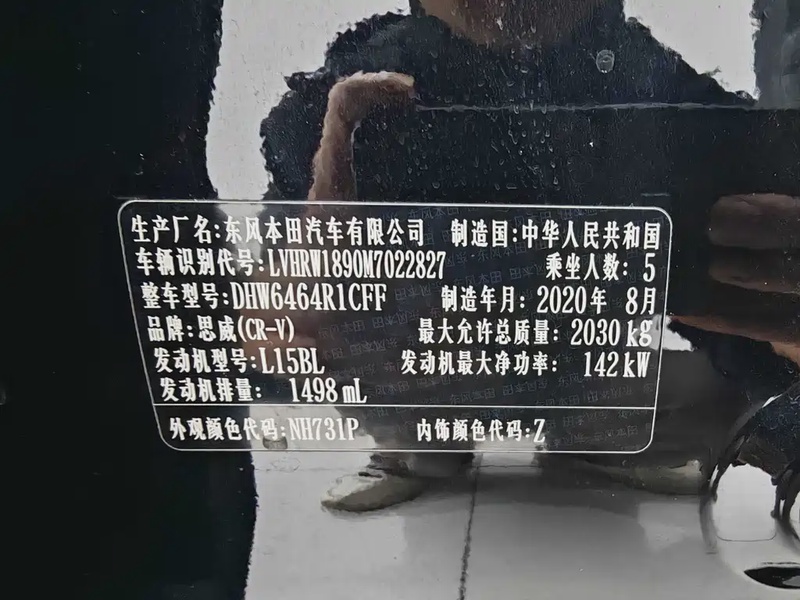 生产厂名:东风本田汽车有限公司 制造国:中华人民共和国
车辆识别代号:LVHRW1890M7022827 乘坐人数: 5
整车型号:DHW6464R1CFF 制造年月: 2020年 8月
品牌:思威(CR-V) 最大允许总质量: 2030 kg
发动机型号:L15BL 发动机最大净功率: 142 kW
发动机排量: 1498 mL
外观颜色代码:NH731P 内饰颜色代码:Z